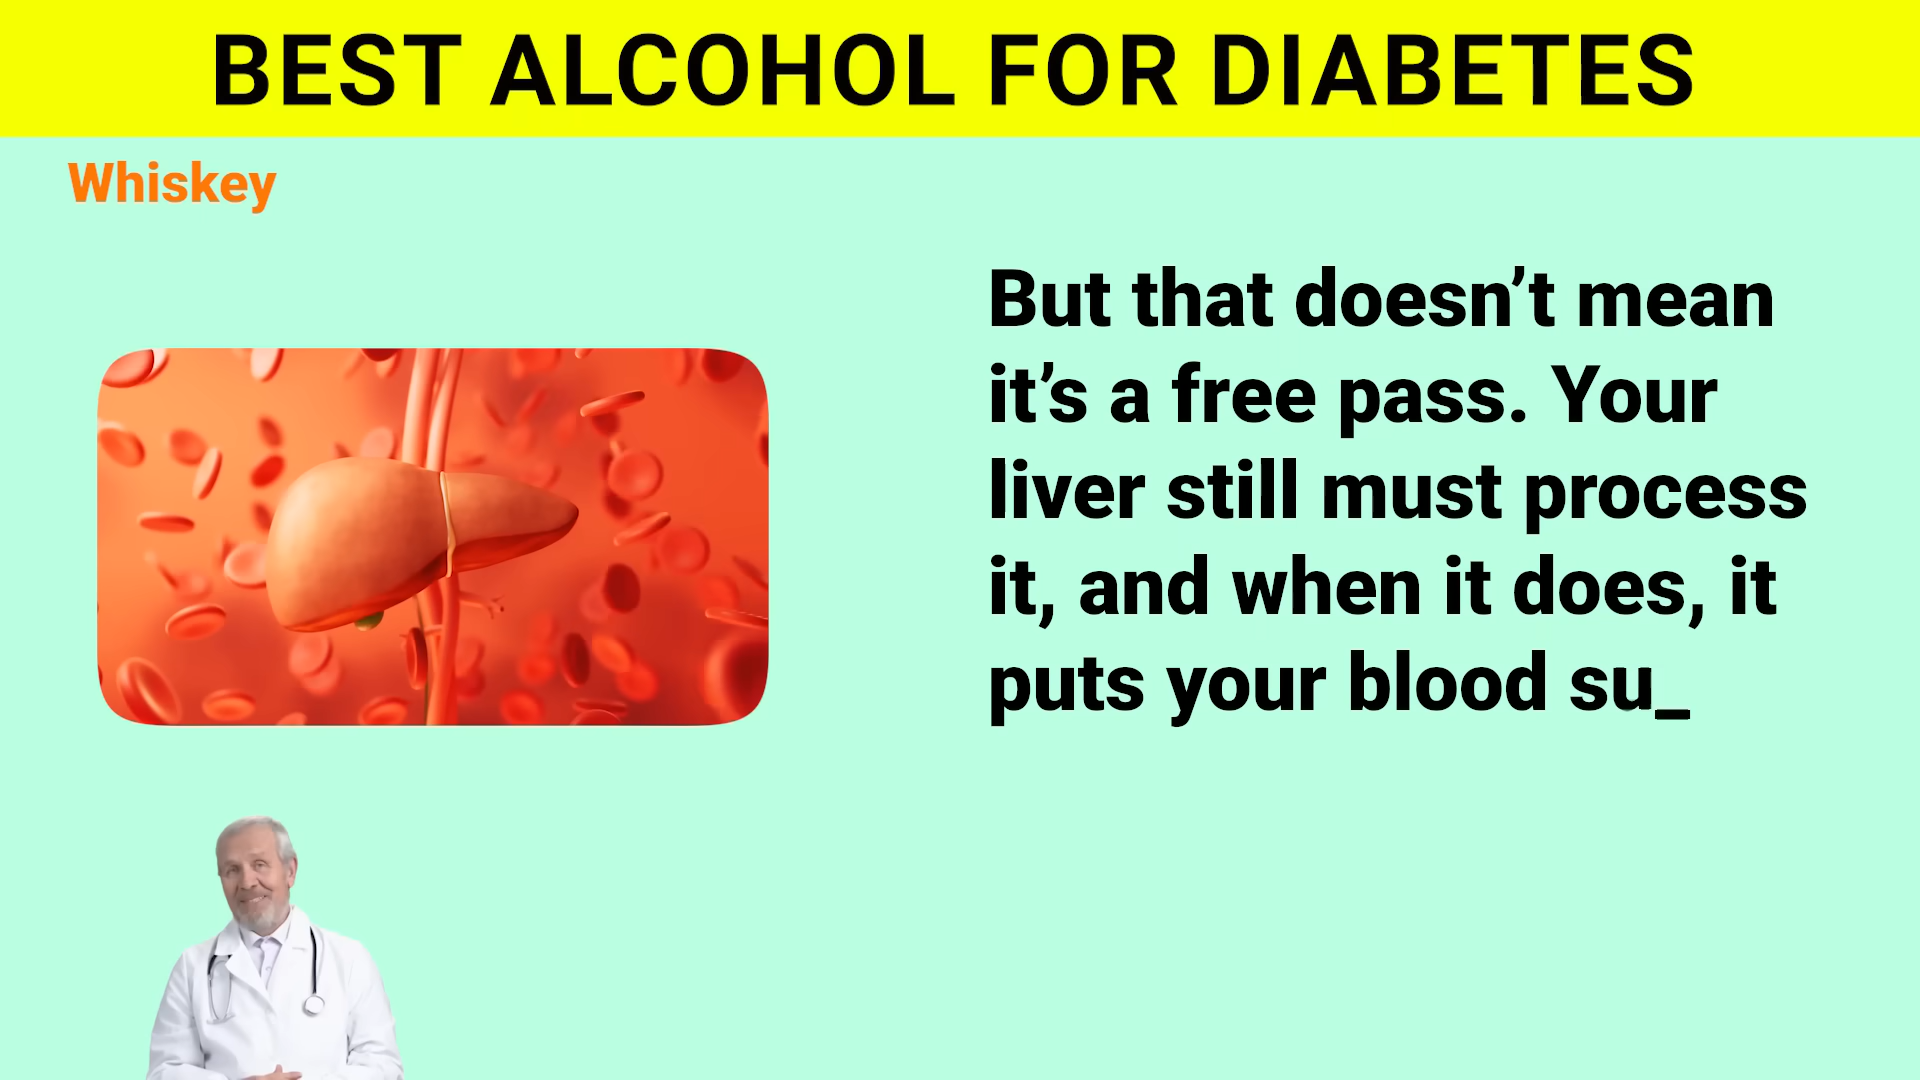 BEST ALCOHOL FOR DIABETES
Whiskey
But that doesn’t mean
it’s a free pass. Your
liver still must process
it, and when it does, it
puts your blood su_